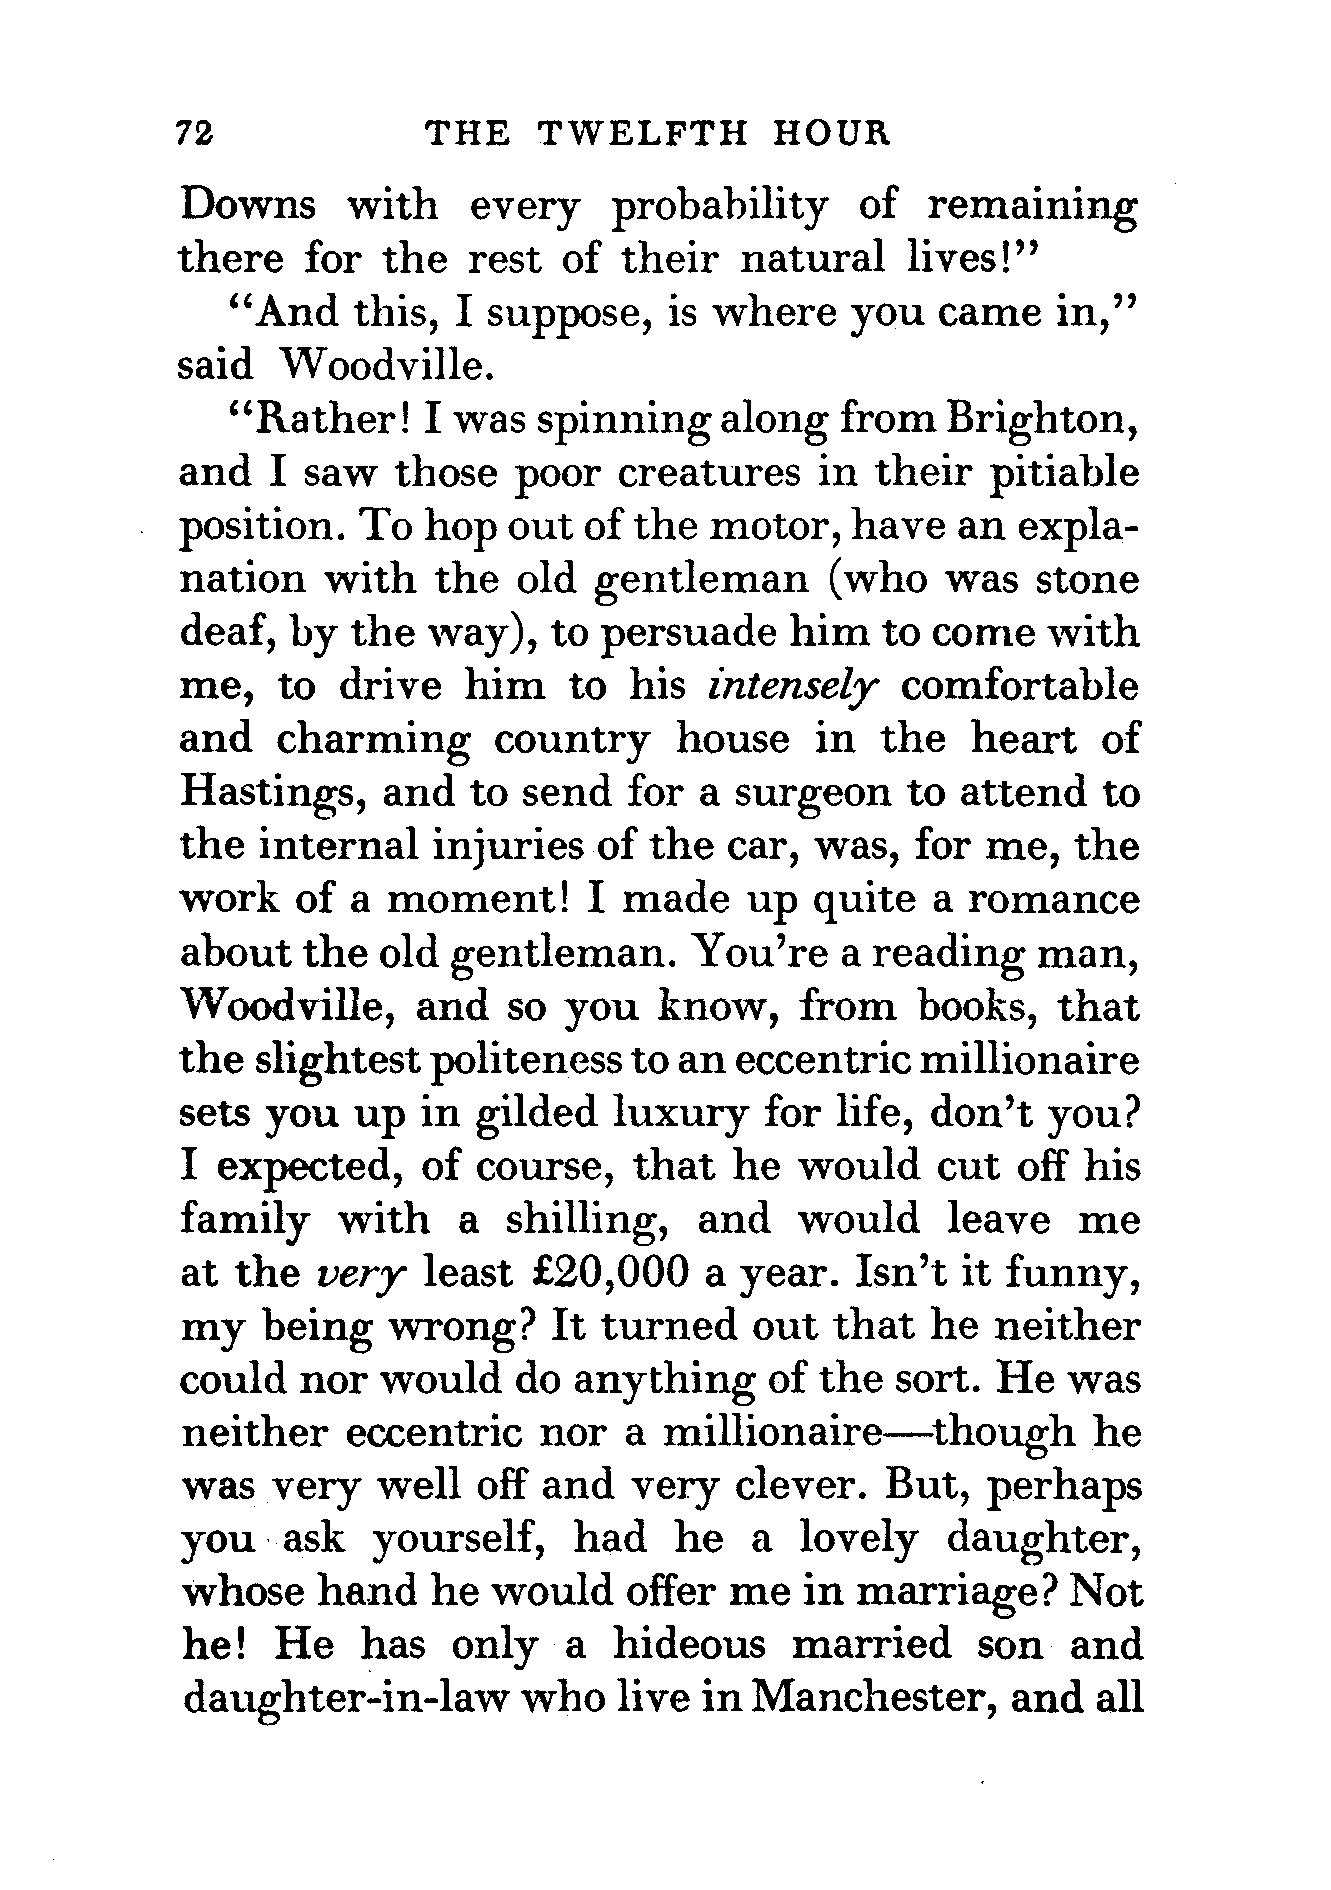 72 THE TWELFTH HOUR
Downs with every probability of remaining
there for the rest of their natural lives!”
“And this, I suppose, is where you came in,”
said Woodville.
“Rather! I was spinning along from Brighton,
and I saw those poor creatures in their pitiable
position. To hop out of the motor, have an expla-
nation with the old gentleman (who was stone
deaf, by the way), to persuade him to come with
me, to drive him to his intensely comfortable
and charming country house in the heart of
Hastings, and to send for a surgeon to attend to
the internal injuries of the car, was, for me, the
work of a moment! I made up quite a romance
about the old gentleman. You’re a reading man,
Woodville, and so you know, from books, that
the slightest politeness to an eccentric millionaire
sets you up in gilded luxury for life, don’t you?
I expected, of course, that he would cut off his
family with a shilling, and would leave me
at the very least £20,000 a year. Isn’t it funny,
my being wrong? It turned out that he neither
could nor would do anything of the sort. He was
neither eccentric nor a millionaire—though he
was very well off and very clever. But, perhaps
you ask yourself, had he a lovely daughter,
whose hand he would offer me in marriage? Not
he! He has only a hideous married son and
daughter-in-law who live in Manchester, and all